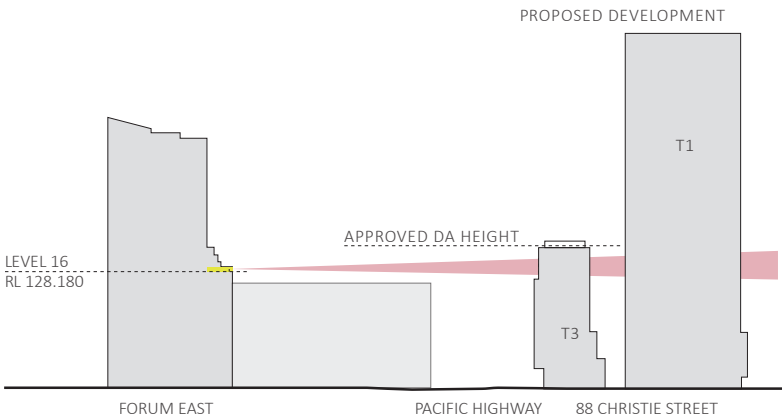 PROPOSED DEVELOPMENT
T1
APPROVED DA HEIGHT
LEVEL 16
RL 128.180
T3
FORUM EAST
PACIFIC HIGHWAY
88 CHRISTIE STREET